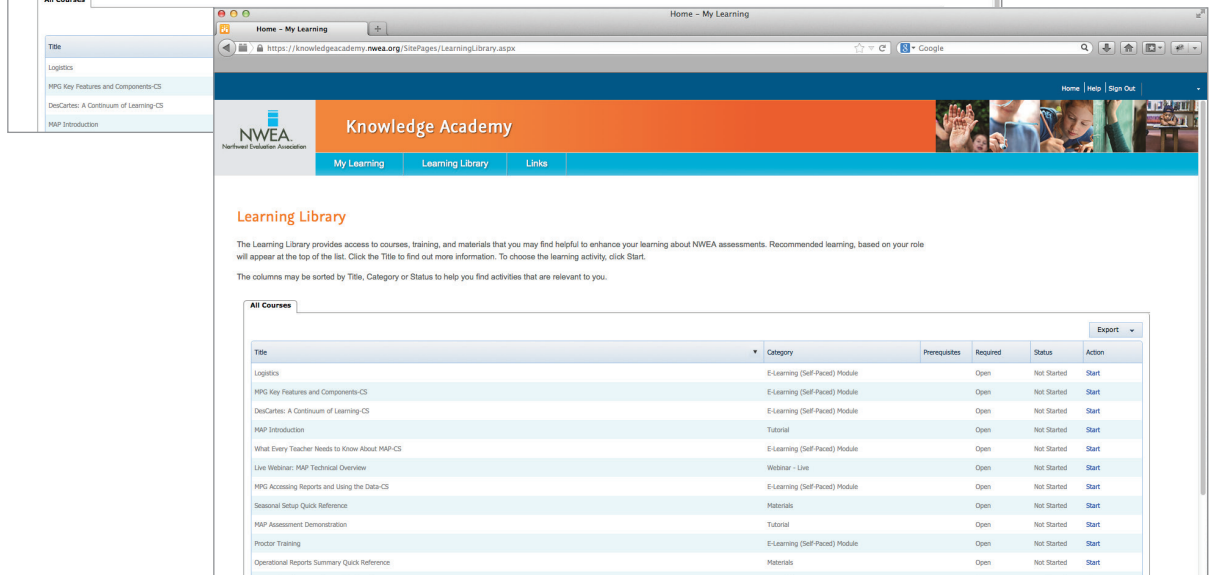 All Courses
Title
Logistics
MPG Key Features and Components-CS
DesCartes: A Continuum of Learning-CS
MAP Introduction
Home - My Learning
Home - My Learning
https://knowledgeacademy.nwea.org/SitePages/LearningLibrary.aspx
Google
Home | Help | Sign Out
NWEA
Northwest Evaluation Association
Knowledge Academy
My Learning Learning Library Links
Learning Library
The Learning Library provides access to courses, training, and materials that you may find helpful to enhance your learning about NWEA assessments. Recommended learning, based on your role
will appear at the top of the list. Click the Title to find out more information. To choose the learning activity, click Start.
The columns may be sorted by Title, Category or Status to help you find activities that are relevant to you.
All Courses
Export
Title Category Prerequisites Required Status Action
Logistics E-Learning (Self-Paced) Module Open Not Started Start
MPG Key Features and Components-CS E-Learning (Self-Paced) Module Open Not Started Start
DesCartes: A Continuum of Learning-CS E-Learning (Self-Paced) Module Open Not Started Start
MAP Introduction Tutorial Open Not Started Start
What Every Teacher Needs to Know About MAP-CS E-Learning (Self-Paced) Module Open Not Started Start
Live Webinar: MAP Technical Overview Webinar - Live Open Not Started Start
MPG Accessing Reports and Using the Data-CS E-Learning (Self-Paced) Module Open Not Started Start
Seasonal Setup Quick Reference Materials Open Not Started Start
MAP Assessment Demonstration Tutorial Open Not Started Start
Proctor Training E-Learning (Self-Paced) Module Open Not Started Start
Operational Reports Summary Quick Reference Materials Open Not Started Start